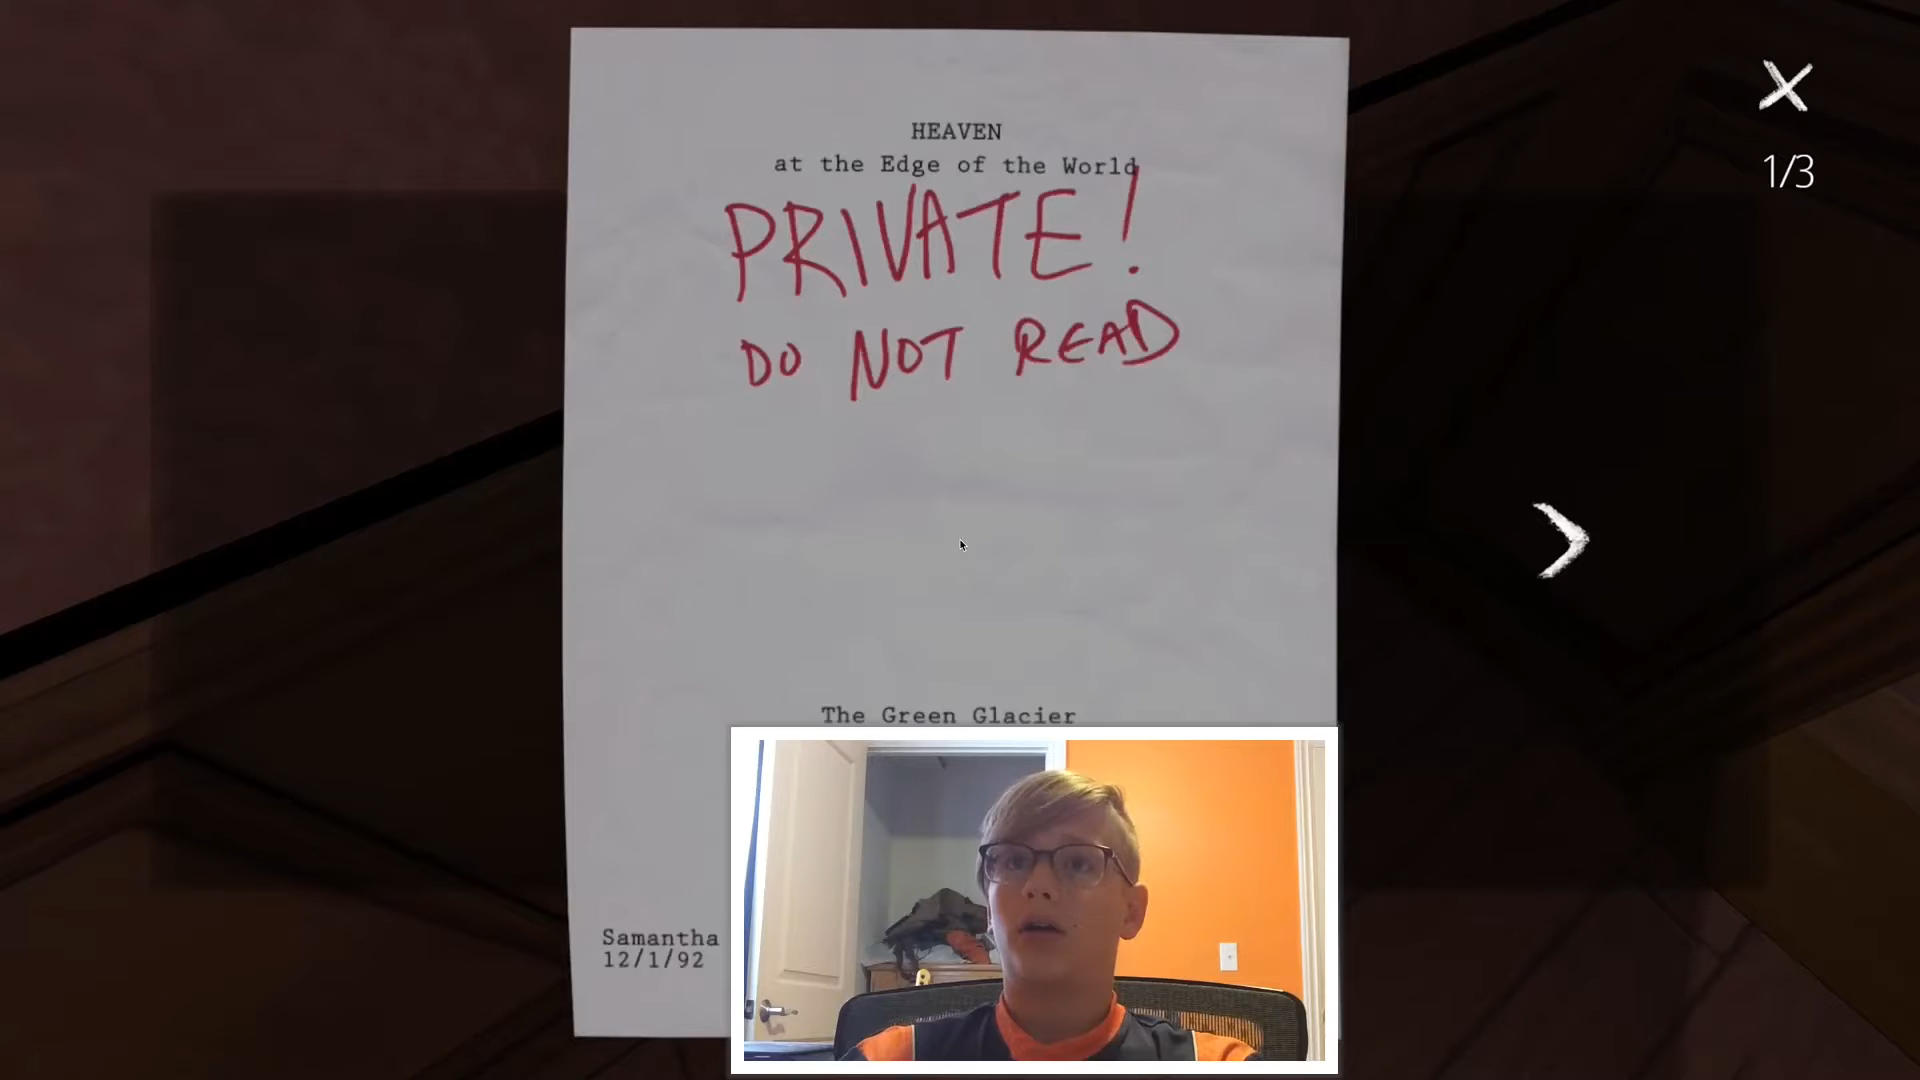 HEAVEN
at the Edge of the World
PRIVATE!
DO NOT READ
1/3
The Green Glacier
Samantha
12/1/92